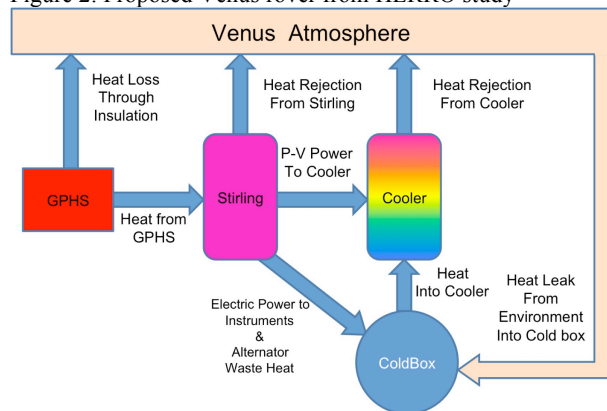 Figure 2: Proposed Venus rover from HERRO study
Venus Atmosphere
Heat Loss
Through
Insulation
Heat Rejection
From Stirling
Heat Rejection
From Cooler
P-V Power
To Cooler
GPHS
Stirling
Cooler
Heat from
GPHS
Heat
Into Cooler
Electric Power to
Instruments
&
Alternator
Waste Heat
Heat Leak
From
Environment
Into Cold box
ColdBox